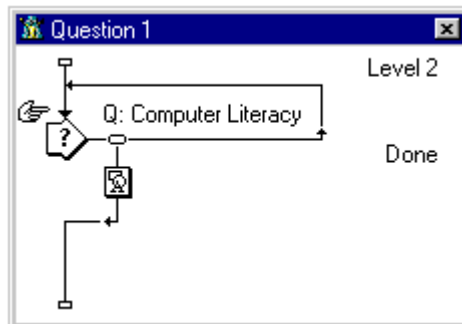 Question 1
Level 2
Q: Computer Literacy
?
Done